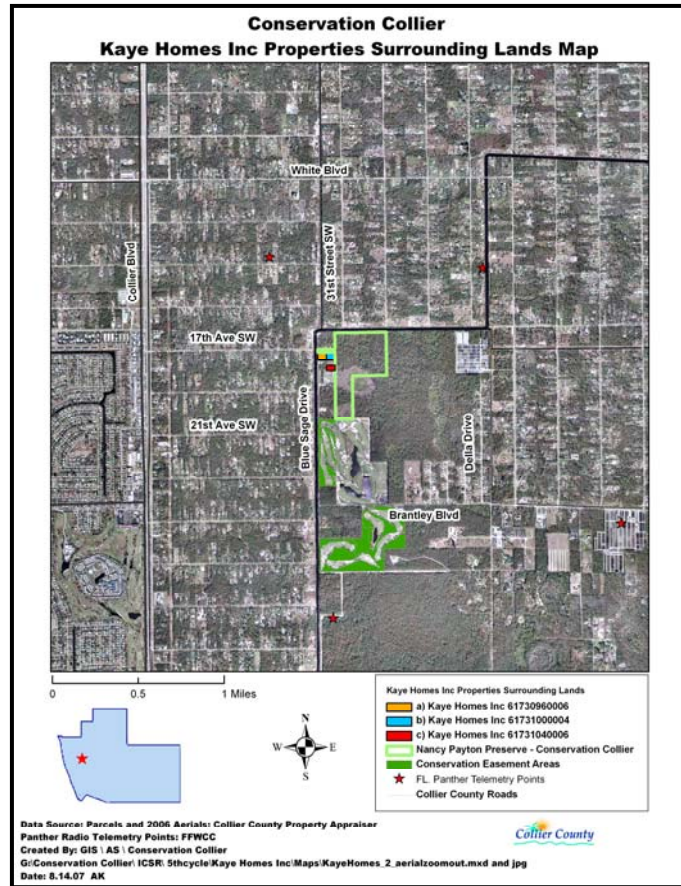 Conservation Collier
Kaye Homes Inc Properties Surrounding Lands Map
White Blvd
Collier Blvd
31st Street SW
17th Ave SW
Blue Sage Drive
21st Ave SW
Della Drive
Brantley Blvd
0 0.5 1 Miles
N
W E
S
Kaye Homes Inc Properties Surrounding Lands
a) Kaye Homes Inc 61730960006
b) Kaye Homes Inc 61731000004
c) Kaye Homes Inc 61731040006
Nancy Payton Preserve - Conservation Collier
Conservation Easement Areas
FL. Panther Telemetry Points
Collier County Roads
Data Source: Parcels and 2006 Aerials: Collier County Property Appraiser
Panther Radio Telemetry Points: FFWCC
Created By: GIS \ AS \ Conservation Collier
G:\Conservation Collier\ ICSR\ 5thcycle\Kaye Homes Inc\Maps\KayeHomes_2_aerialzoomout.mxd and jpg
Date: 8.14.07 AK
Collier County